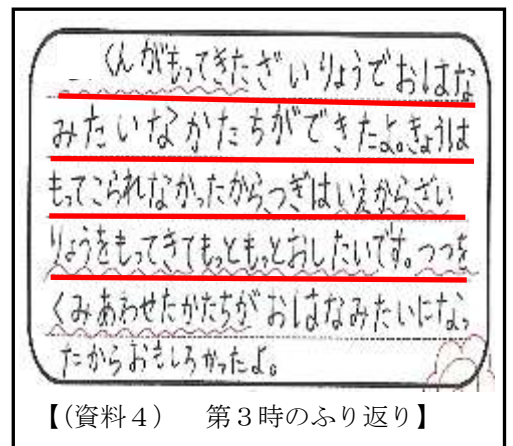 くんがもってきたざいりょうでおはな
みたいなかたちができたよ。きょうは
もってこられなかったから、つぎはいえからざい
りょうをもってきてもっともっとおしたいです。つつを
くみあわせたかたちがおはなみたいになっ
たからおもしろかったよ。
【(資料4)　第3時のふり返り】